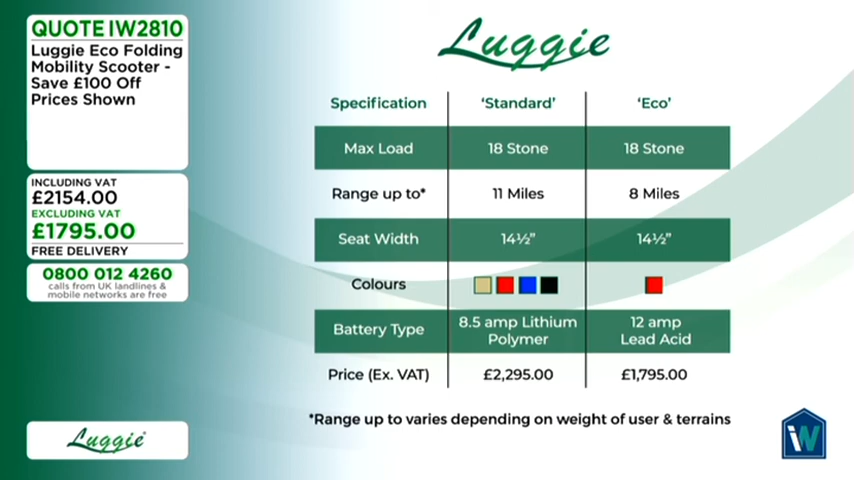 QUOTE IW2810
Luggie Eco Folding
Mobility Scooter -
Save £100 Off
Prices Shown
INCLUDING VAT
£2154.00
EXCLUDING VAT
£1795.00
FREE DELIVERY
0800 012 4260
calls from UK landlines &
mobile networks are free
Luggie
Luggie
Specification ‘Standard’ ‘Eco’
Max Load 18 Stone 18 Stone
Range up to* 11 Miles 8 Miles
Seat Width 14½” 14½”
Colours
Battery Type 8.5 amp Lithium Polymer 12 amp Lead Acid
Price (Ex. VAT) £2,295.00 £1,795.00
*Range up to varies depending on weight of user & terrains
iW